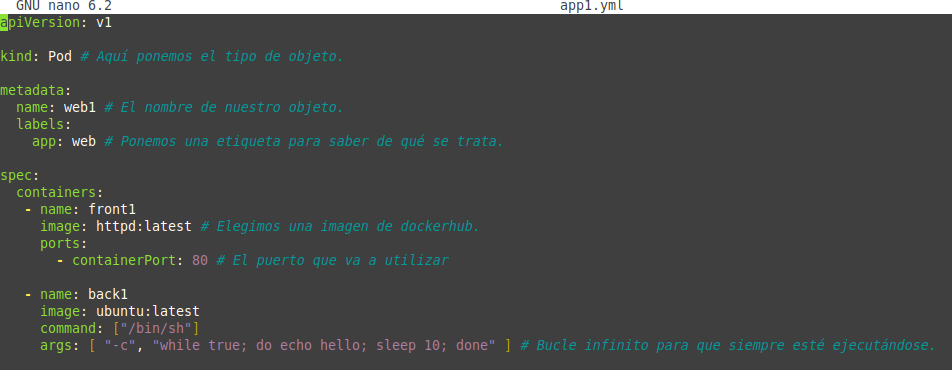 GNU nano 6.2 app1.yml
apiVersion: v1
kind: Pod # Aquí ponemos el tipo de objeto.
metadata:
  name: web1 # El nombre de nuestro objeto.
  labels:
    app: web # Ponemos una etiqueta para saber de qué se trata.
spec:
  containers:
   - name: front1
     image: httpd:latest # Elegimos una imagen de dockerhub.
     ports:
       - containerPort: 80 # El puerto que va a utilizar
   - name: back1
     image: ubuntu:latest
     command: ["/bin/sh"]
     args: [ "-c", "while true; do echo hello; sleep 10; done" ] # Bucle infinito para que siempre esté ejecutándose.